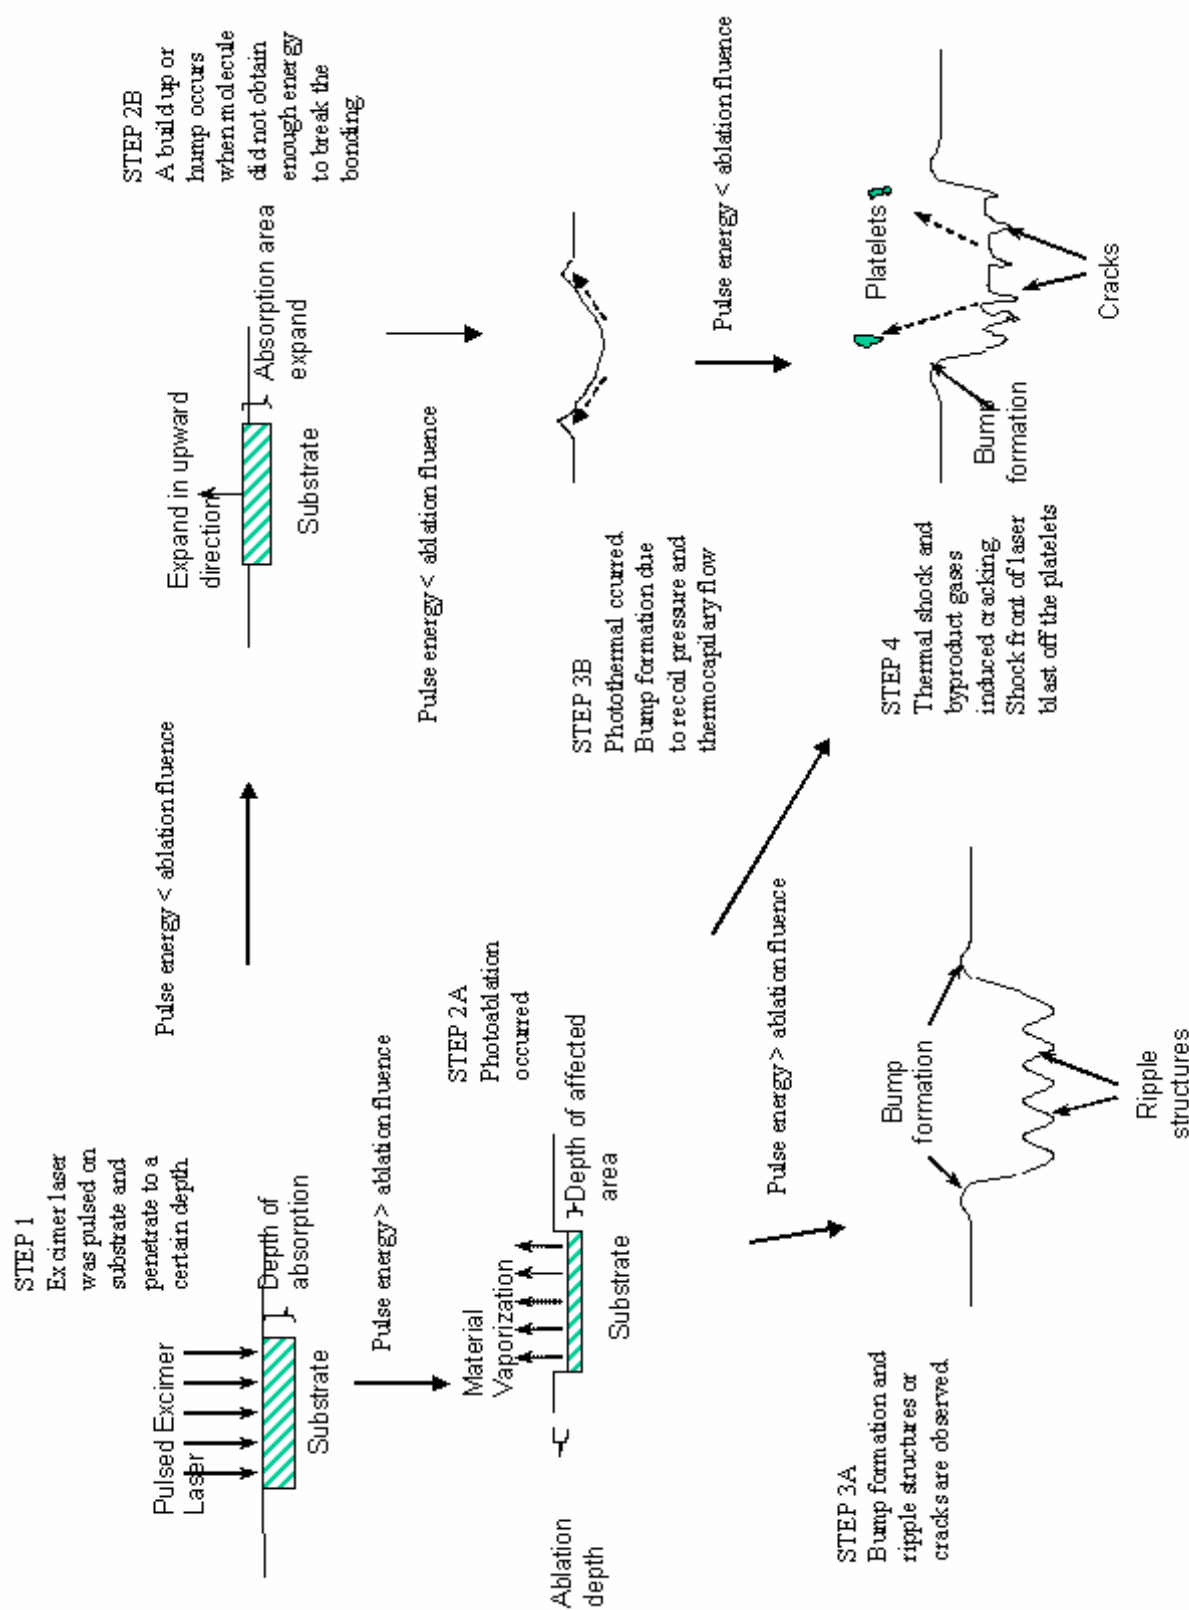 STEP 1
Excimer laser
was pulsed on
substrate and
penetrate to a
certain depth.
Pulsed Excimer
Laser
Depth of
absorption
Substrate
Pulse energy < ablation fluence
Expand in upward
direction
Absorption area
expand
Substrate
STEP 2B
A build up or
hump occurs
when molecule
did not obtain
enough energy
to break the
bonding.
Pulse energy > ablation fluence
STEP 2A
Photoablation
occurred
Material
Vaporization
Depth of affected
area
Substrate
Ablation
depth
Pulse energy < ablation fluence
STEP 3B
Photothermal ccurred.
Bump formation due
to recoil pressure and
thermocapilary flow
Pulse energy < ablation fluence
Pulse energy > ablation fluence
STEP 3A
Bump formation and
ripple structures or
cracks are observed.
Bump
formation
Ripple
structures
STEP 4
Thermal shock and
byproduct gases
induced cracking.
Shock front of laser
blast off the platelets
Platelets
Bump
formation
Cracks